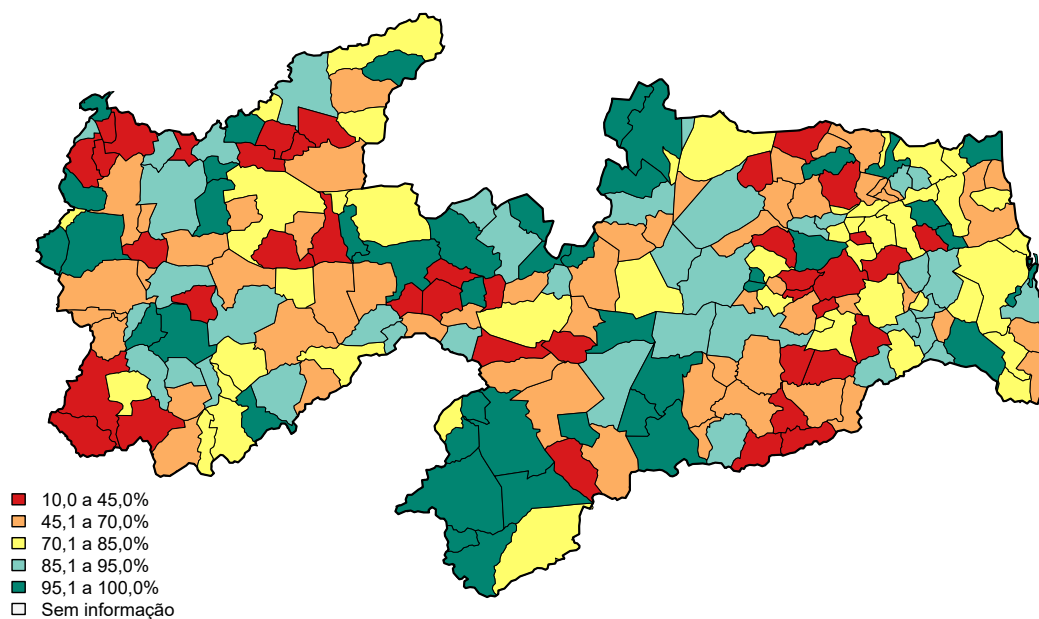 10,0 a 45,0%
45,1 a 70,0%
70,1 a 85,0%
85,1 a 95,0%
95,1 a 100,0%
Sem informação